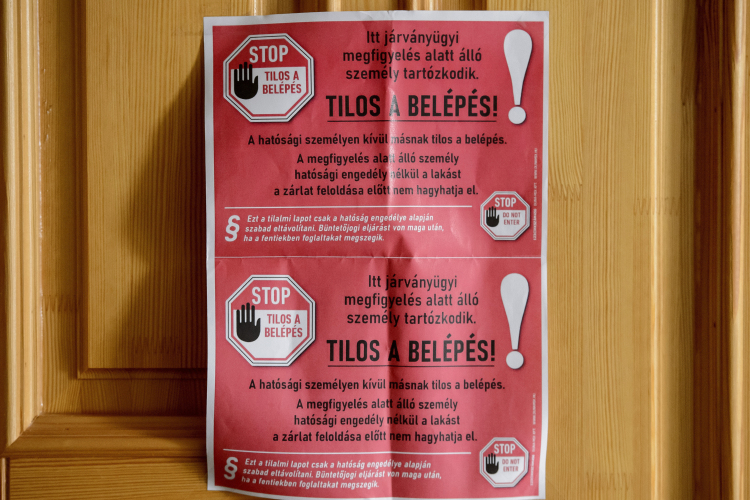 STOP
TILOS A
BELÉPÉS
Itt járványügyi
megfigyelés alatt álló
személy tartózkodik.
TILOS A BELÉPÉS!
A hatósági személyen kívül másnak tilos a belépés.
A megfigyelés alatt álló személy
hatósági engedély nélkül a lakást
a zárlat feloldása előtt nem hagyhatja el.
§ Ezt a tilalmi lapot csak a hatóság engedélye alapján
szabad eltávolítani. Büntetőjogi eljárást von maga után,
ha a fentiekben foglaltakat megszegik.
STOP
DO NOT
ENTER
STOP
TILOS A
BELÉPÉS
Itt járványügyi
megfigyelés alatt álló
személy tartózkodik.
TILOS A BELÉPÉS!
A hatósági személyen kívül másnak tilos a belépés.
A megfigyelés alatt álló személy
hatósági engedély nélkül a lakást
a zárlat feloldása előtt nem hagyhatja el.
§ Ezt a tilalmi lapot csak a hatóság engedélye alapján
szabad eltávolítani. Büntetőjogi eljárást von maga után,
ha a fentiekben foglaltakat megszegik.
STOP
DO NOT
ENTER